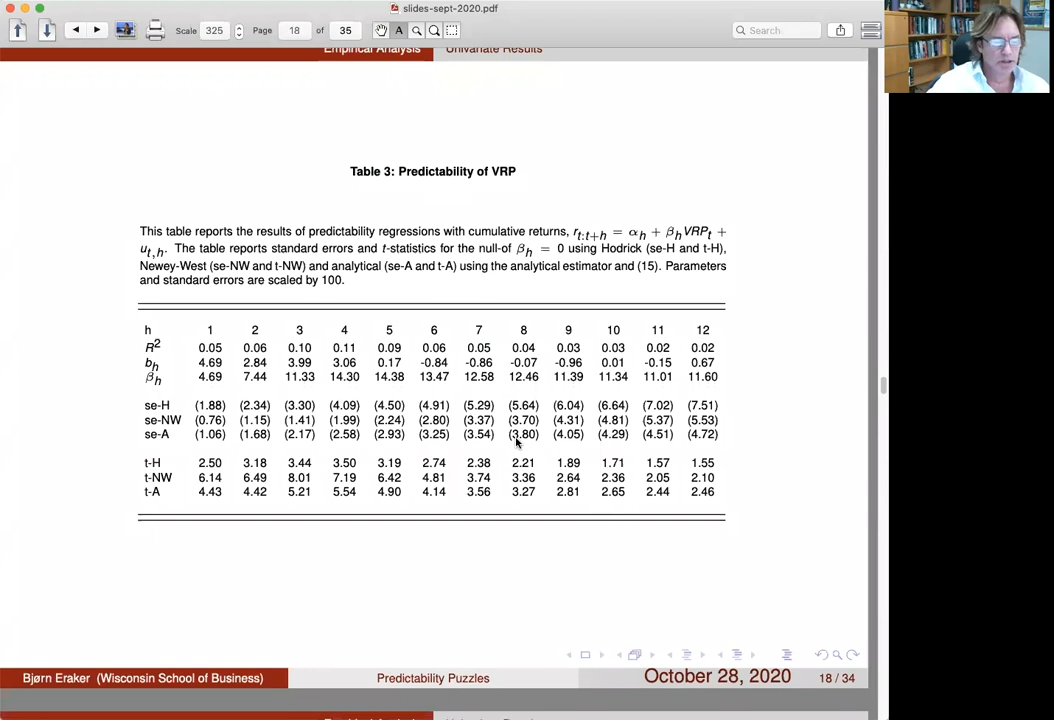 slides-sept-2020.pdf
Scale 325 Page 18 of 35 A Search
Empirical Analysis Univariate Results
Table 3: Predictability of VRP
This table reports the results of predictability regressions with cumulative returns, r_{t:t+h} = α_h + β_h VRP_t +
u_{t,h}. The table reports standard errors and t-statistics for the null-of β_h = 0 using Hodrick (se-H and t-H),
Newey-West (se-NW and t-NW) and analytical (se-A and t-A) using the analytical estimator and (15). Parameters
and standard errors are scaled by 100.
h 1 2 3 4 5 6 7 8 9 10 11 12
R² 0.05 0.06 0.10 0.11 0.09 0.06 0.05 0.04 0.03 0.03 0.02 0.02
b_h 4.69 2.84 3.99 3.06 0.17 -0.84 -0.86 -0.07 -0.96 0.01 -0.15 0.67
β_h 4.69 7.44 11.33 14.30 14.38 13.47 12.58 12.46 11.39 11.34 11.01 11.60
se-H (1.88) (2.34) (3.30) (4.09) (4.50) (4.91) (5.29) (5.64) (6.04) (6.64) (7.02) (7.51)
se-NW (0.76) (1.15) (1.41) (1.99) (2.24) (2.80) (3.37) (3.70) (4.31) (4.81) (5.37) (5.53)
se-A (1.06) (1.68) (2.17) (2.58) (2.93) (3.25) (3.54) (3.80) (4.05) (4.29) (4.51) (4.72)
t-H 2.50 3.18 3.44 3.50 3.19 2.74 2.38 2.21 1.89 1.71 1.57 1.55
t-NW 6.14 6.49 8.01 7.19 6.42 4.81 3.74 3.36 2.64 2.36 2.05 2.10
t-A 4.43 4.42 5.21 5.54 4.90 4.14 3.56 3.27 2.81 2.65 2.44 2.46
Bjørn Eraker (Wisconsin School of Business) Predictability Puzzles October 28, 2020 18 / 34